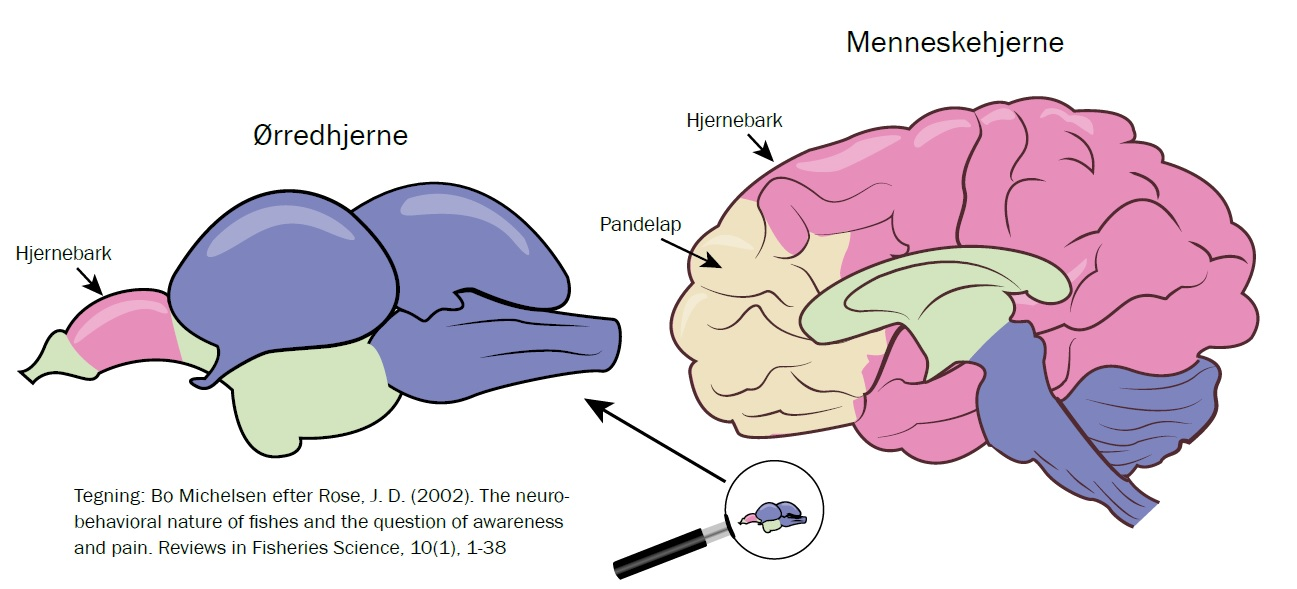 Menneskehjerne
Ørredhjerne
Hjernebark
Pandelap
Hjernebark
Tegning: Bo Michelsen efter Rose, J. D. (2002). The neuro-
behavioral nature of fishes and the question of awareness
and pain. Reviews in Fisheries Science, 10(1), 1-38